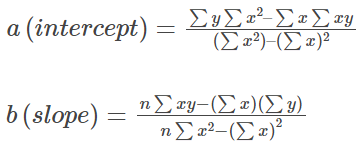 a (intercept) = (∑ y ∑ x² – ∑ x ∑ xy) / ((∑ x²) – (∑ x)²)
b (slope) = (n ∑ xy – (∑ x)(∑ y)) / (n ∑ x² – (∑ x)²)